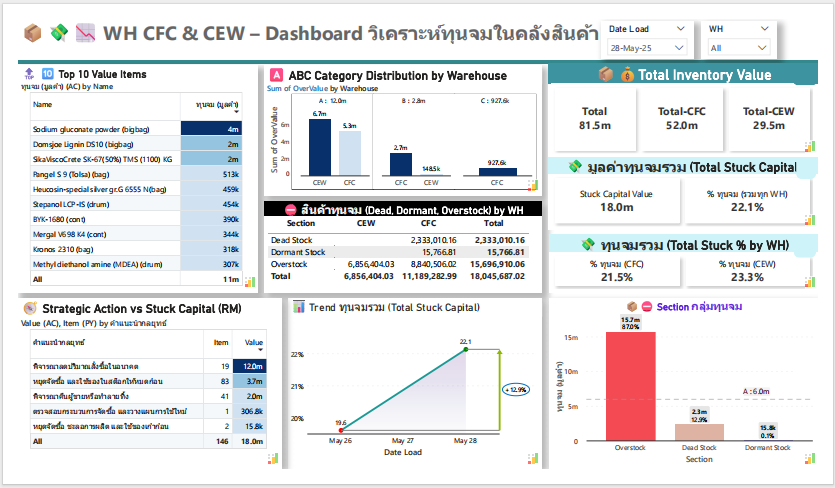 WH CFC & CEW – Dashboard วิเคราะห์ทุนจมในคลังสินค้า
Date Load
28-May-25
WH
All
Top 10 Value Items
ทุนจม (มูลค่า) (AC) by Name
Name ทุนจม (มูลค่า)
Sodium gluconate powder (bigbag) 4m
Domsjoe Lignin DS10 (bigbag) 2m
SikaViscoCrete SK-67(50%) TMS (1100) KG 2m
Pangel S 9 (Tolsa) (bag) 513k
Heucosin-special silver gr.G 6555 N(bag) 459k
Stepanol LCP-IS (drum) 454k
BYK-1680 (cont) 390k
Mergal V698 K4 (cont) 344k
Kronos 2310 (bag) 318k
Methyl diethanol amine (MDEA) (drum) 307k
All 11m
ABC Category Distribution by Warehouse
Sum of OverValue by Warehouse
Sum of OverValue
6m
4m
2m
0m
A : 12.0m
B : 2.8m
C : 927.6k
6.7m
5.3m
2.7m
148.5k
927.6k
CEW CFC CFC CEW CFC
Total Inventory Value
Total
81.5m
Total-CFC
52.0m
Total-CEW
29.5m
มูลค่าทุนจมรวม (Total Stuck Capital
Stuck Capital Value
18.0m
% ทุนจม (รวมทุก WH)
22.1%
ทุนจมรวม (Total Stuck % by WH)
% ทุนจม (CFC)
21.5%
% ทุนจม (CEW)
23.3%
สินค้าทุนจม (Dead, Dormant, Overstock) by WH
Section CEW CFC Total
Dead Stock 2,333,010.16 2,333,010.16
Dormant Stock 15,766.81 15,766.81
Overstock 6,856,404.03 8,840,506.02 15,696,910.06
Total 6,856,404.03 11,189,282.99 18,045,687.02
Strategic Action vs Stuck Capital (RM)
Value (AC), Item (PY) by คำแนะนำกลยุทธ์
คำแนะนำกลยุทธ์ Item Value
พิจารณาลดปริมาณสั่งซื้อในอนาคต 19 12.0m
หยุดจัดซื้อ และใช้ของในสต๊อกให้หมดก่อน 83 3.7m
พิจารณาคืนผู้ขายหรือทำลายทิ้ง 41 2.0m
ตรวจสอบกระบวนการจัดซื้อ และวางแผนการใช้ใหม่ 1 306.8k
หยุดจัดซื้อ ชะลอการผลิต และใช้ของเก่าก่อน 2 15.8k
All 146 18.0m
Trend ทุนจมรวม (Total Stuck Capital)
22%
21%
20%
19.6
22.1
+12.9%
May 26 May 27 May 28
Date Load
Section กลุ่มทุนจม
ทุนจม (มูลค่า)
15m
10m
5m
0m
15.7m
87.0%
A : 6.0m
2.3m
12.9%
15.8k
0.1%
Overstock Dead Stock Dormant Stock
Section